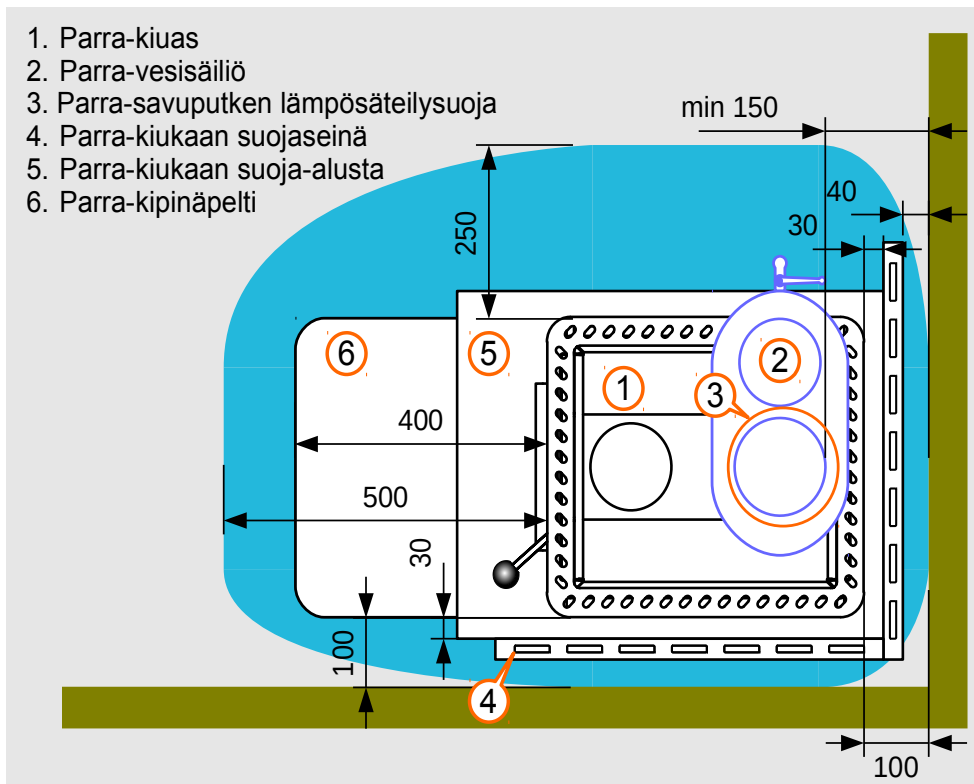 1. Parra-kiuas
2. Parra-vesisäiliö
3. Parra-savuputken lämpösäteilysuoja
4. Parra-kiukaan suojaseinä
5. Parra-kiukaan suoja-alusta
6. Parra-kipinäpelti
min 150
40
30
250
6
5
1
2
3
400
500
30
100
4
100